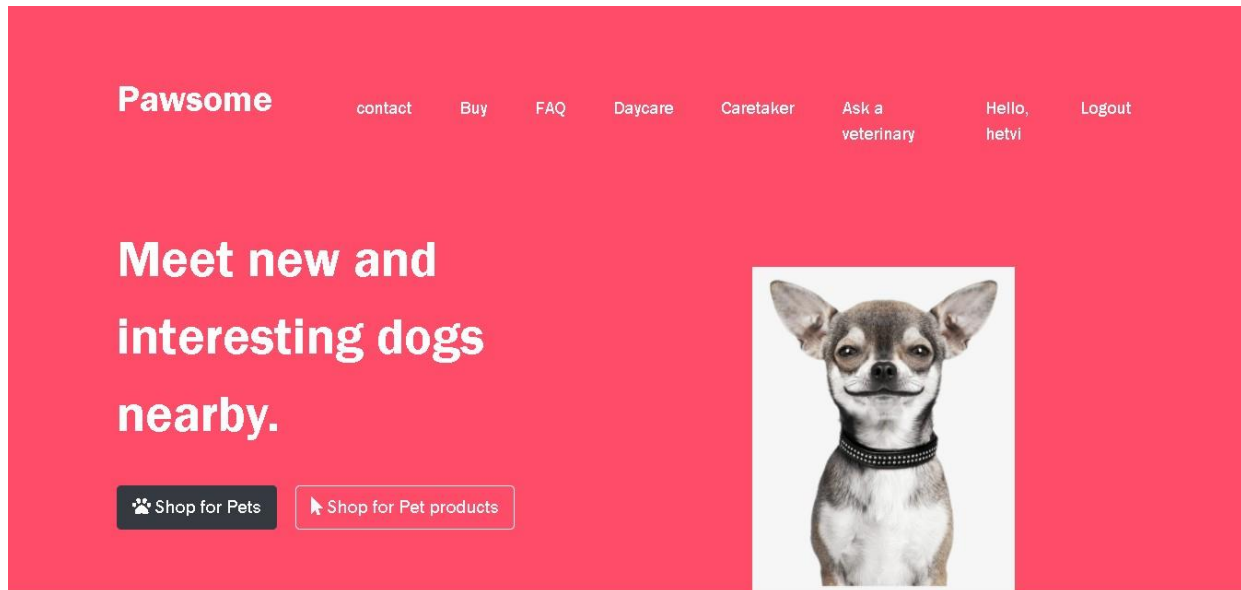 Pawsome
contact Buy FAQ Daycare Caretaker Ask a Hello, Logout
veterinary hetvi
Meet new and
interesting dogs
nearby.
Shop for Pets Shop for Pet products